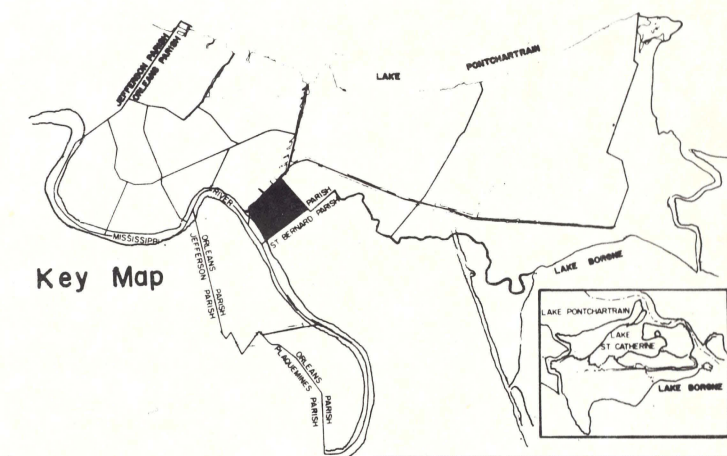 JEFFERSON PARISH
ORLEANS PARISH
LAKE PONTCHARTRAIN
RIVER
PARISH
ST BERNARD PARISH
MISSISSIPPI
ORLEANS PARISH
JEFFERSON PARISH
Key Map
LAKE BORGNE
ORLEANS PARISH
PLAQUEMINES PARISH
LAKE PONTCHARTRAIN
LAKE
ST CATHERINE
LAKE BORGNE